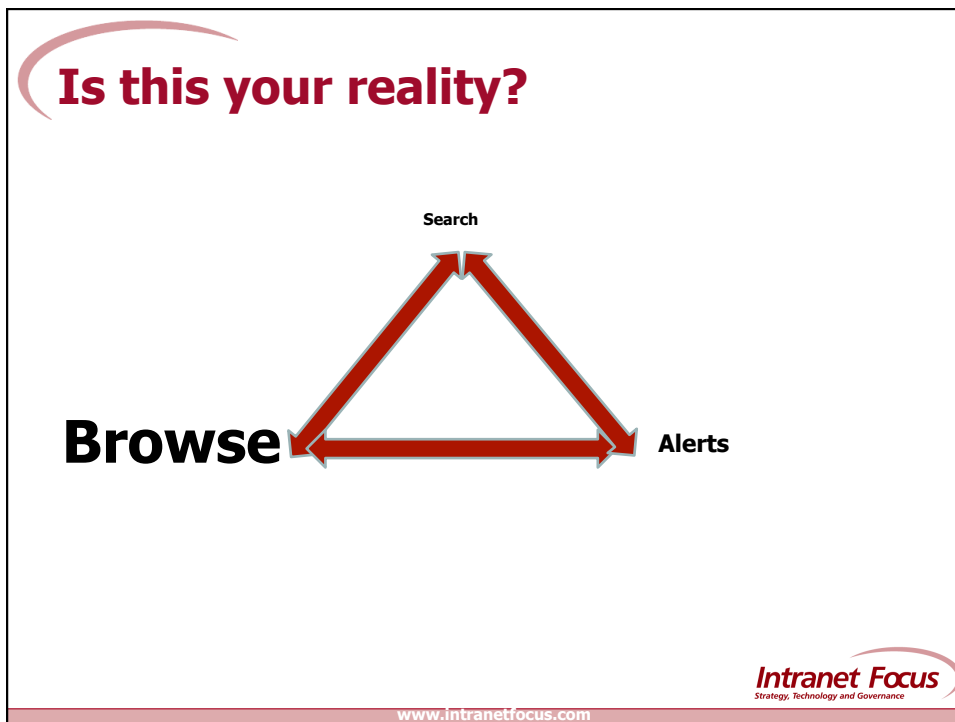 Is this your reality?
Search
Browse
Alerts
Intranet Focus
Strategy, Technology and Governance
www.intranetfocus.com